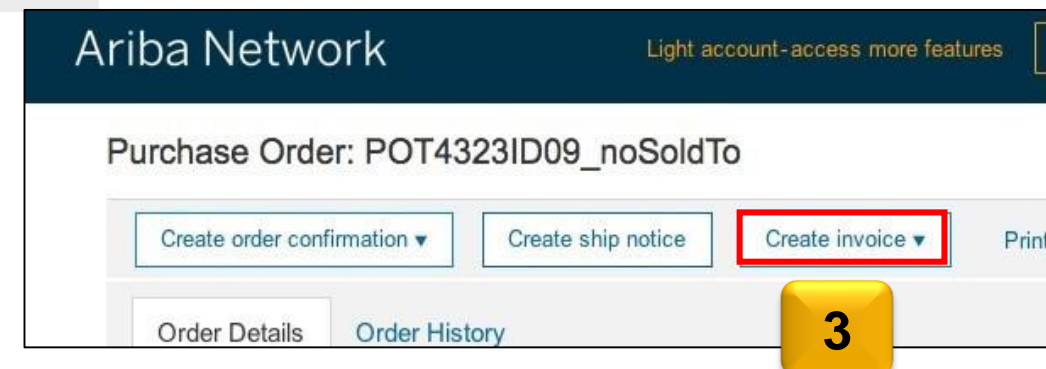 Ariba Network
Light account-access more features
Purchase Order: POT4323ID09_noSoldTo
Create order confirmation ▾
Create ship notice
Create invoice ▾
Print
Order Details
Order History
3